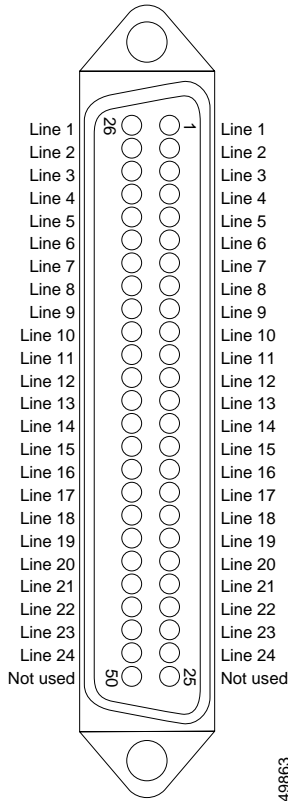 Line 1 26 1 Line 1
Line 2 Line 2
Line 3 Line 3
Line 4 Line 4
Line 5 Line 5
Line 6 Line 6
Line 7 Line 7
Line 8 Line 8
Line 9 Line 9
Line 10 Line 10
Line 11 Line 11
Line 12 Line 12
Line 13 Line 13
Line 14 Line 14
Line 15 Line 15
Line 16 Line 16
Line 17 Line 17
Line 18 Line 18
Line 19 Line 19
Line 20 Line 20
Line 21 Line 21
Line 22 Line 22
Line 23 Line 23
Line 24 Line 24
Not used 50 25 Not used
49863